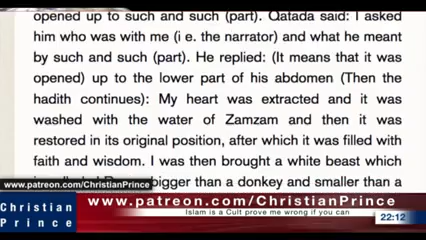 opened up to such and such (part). Qatada said: I asked
him who was with me (i e. the narrator) and what he meant
by such and such (part). He replied: (It means that it was
opened) up to the lower part of his abdomen (Then the
hadith continues): My heart was extracted and it was
washed with the water of Zamzam and then it was
restored in its original position, after which it was filled with
faith and wisdom. I was then brought a white beast which
bigger than a donkey and smaller than a
www.patreon.com/ChristianPrince
www.patreon.com/ChristianPrince
Islam is a Cult prove me wrong if you can
Christian
Prince
22:12